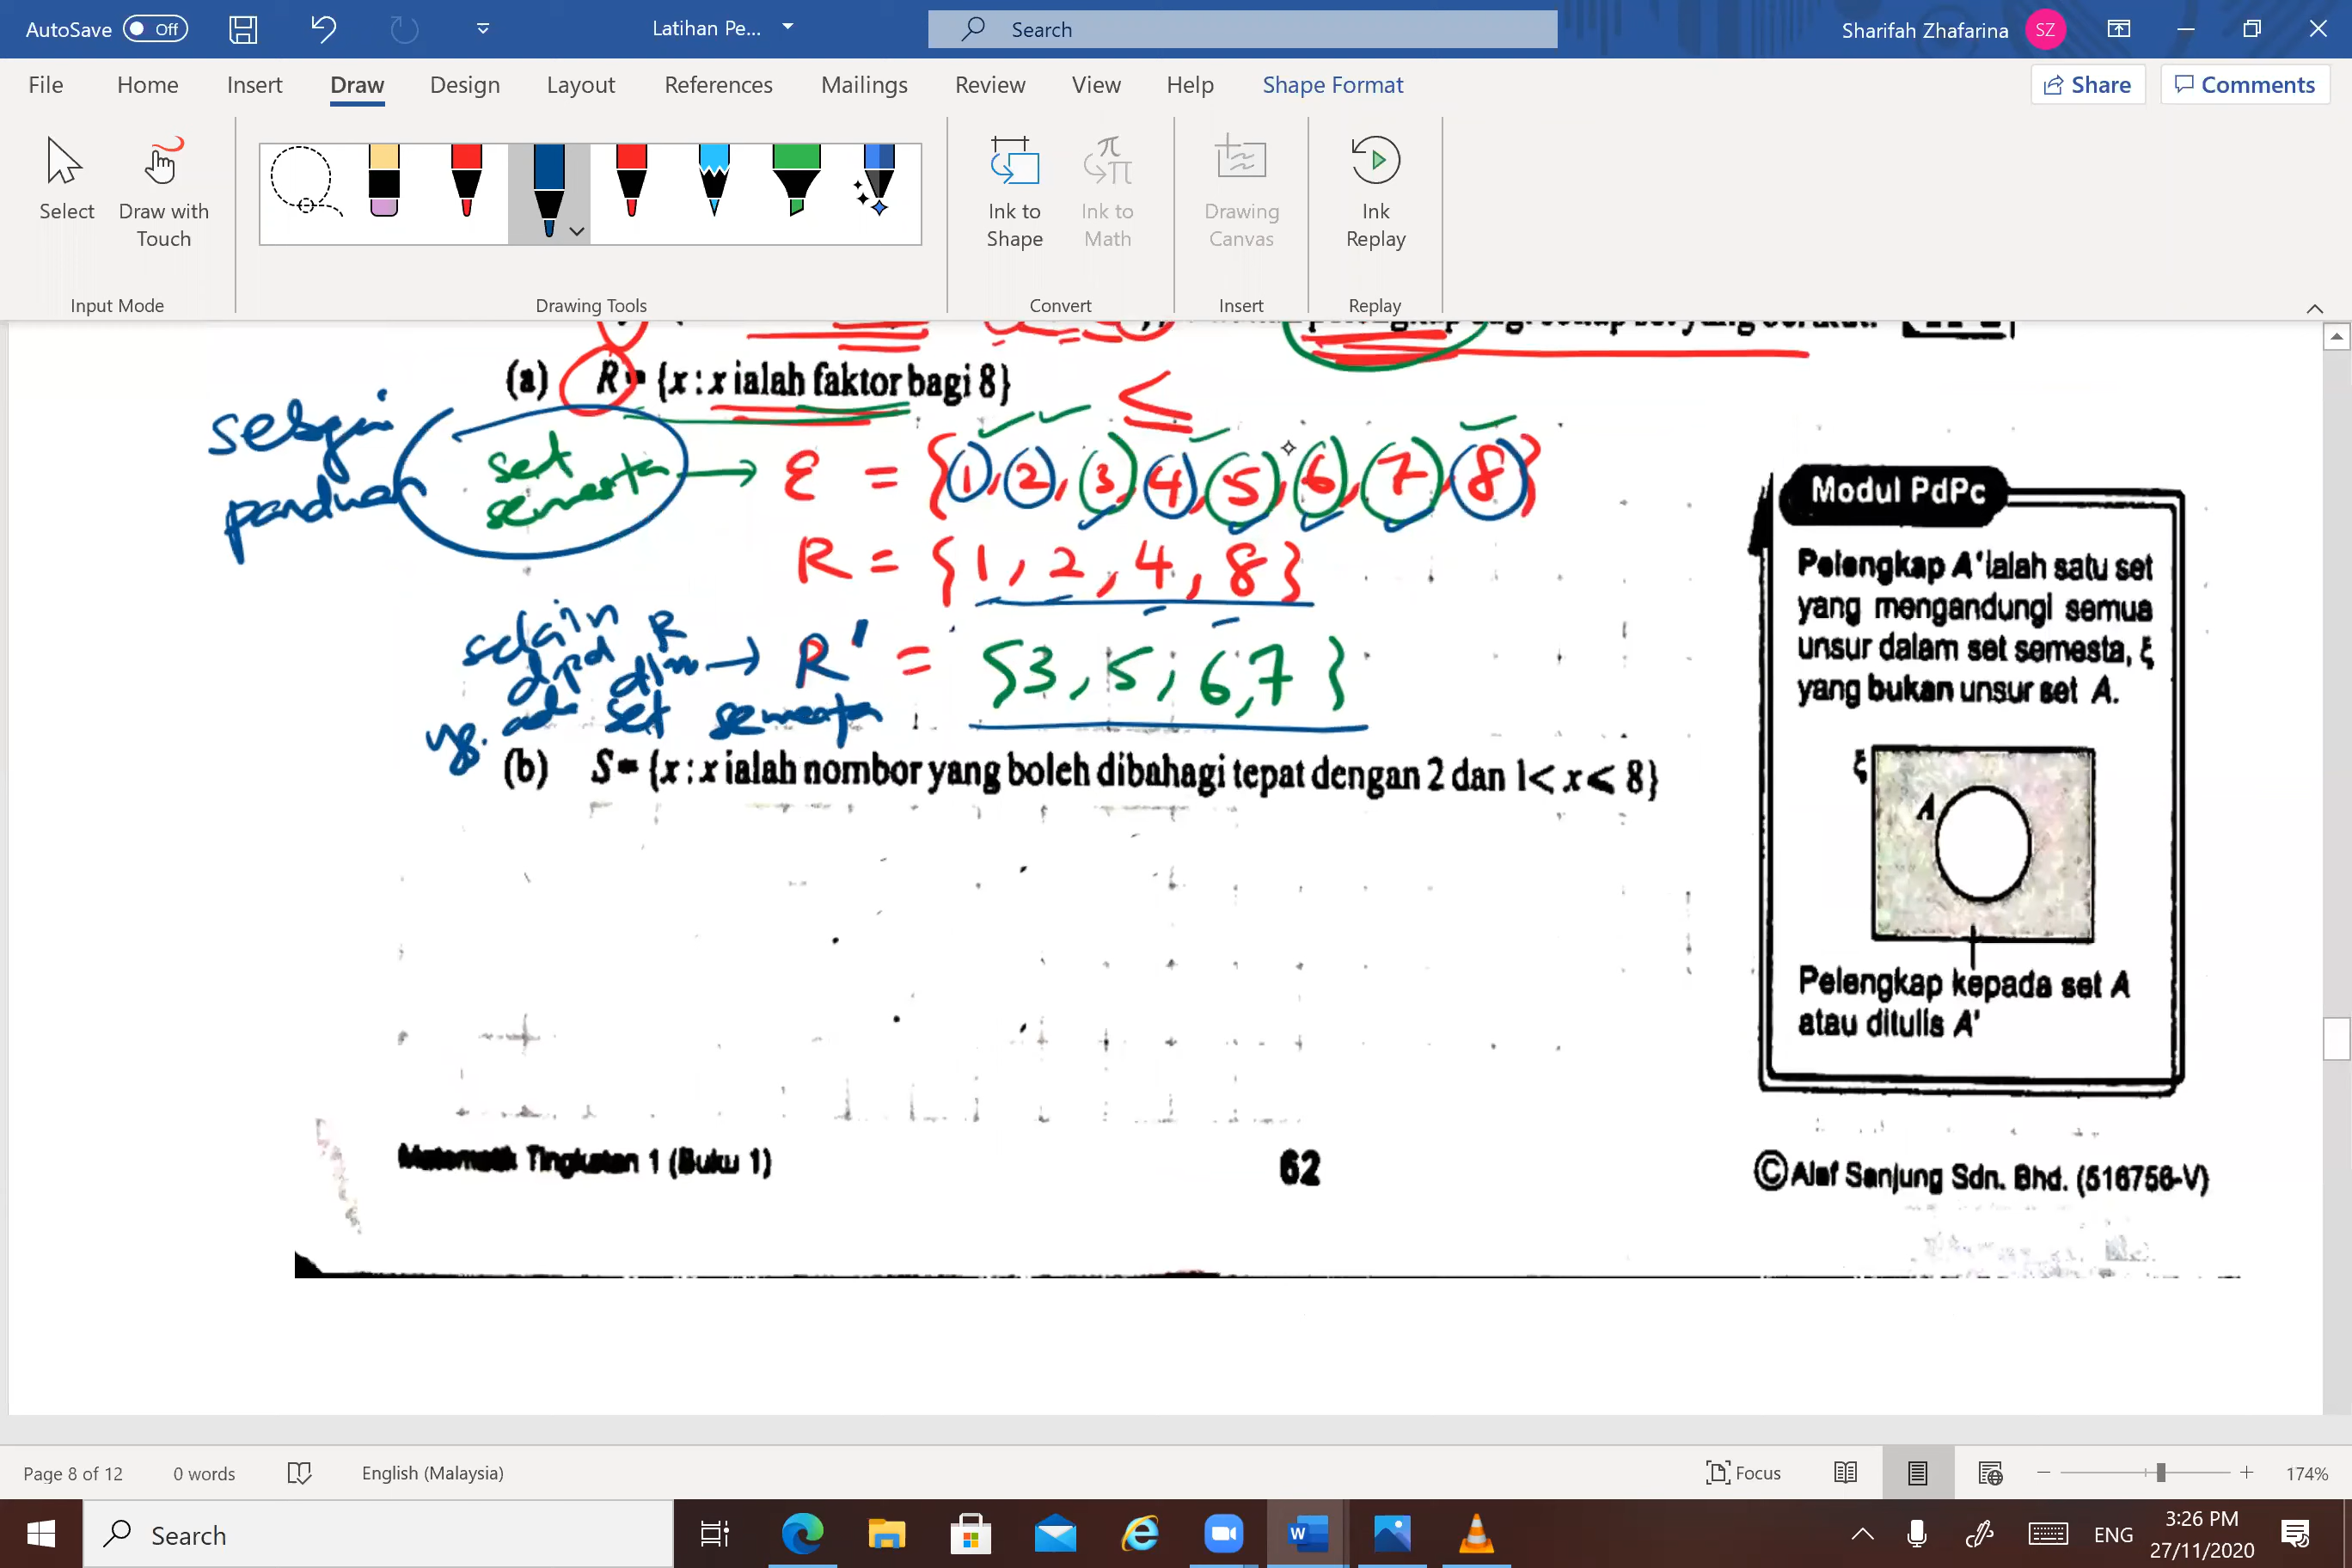 AutoSave Off Latihan Pe... Search Sharifah Zhafarina SZ
File Home Insert Draw Design Layout References Mailings Review View Help Shape Format Share Comments
Select Draw with Touch Ink to Shape Ink to Math Drawing Canvas Ink Replay
Input Mode Drawing Tools Convert Insert Replay
(a) R = {x : x ialah faktor bagi 8}
≤
sebagai
panduan
set
semesta → ε = {1, 2, 3, 4, 5, 6, 7, 8}
R = {1, 2, 4, 8}
selain
dpd R
yg. ada dlm
set semesta → R' = {3, 5, 6, 7}
(b) S = {x : x ialah nombor yang boleh dibahagi tepat dengan 2 dan 1 < x ≤ 8}
Modul PdPc
Pelengkap A' ialah satu set
yang mengandungi semua
unsur dalam set semesta, ξ
yang bukan unsur set A.
ξ
A
Pelengkap kepada set A
atau ditulis A'
Matematik Tingkatan 1 (Buku 1) 62 © Alaf Sanjung Sdn. Bhd. (516756-V)
Page 8 of 12 0 words English (Malaysia) Focus 174%
Search ENG 3:26 PM
27/11/2020